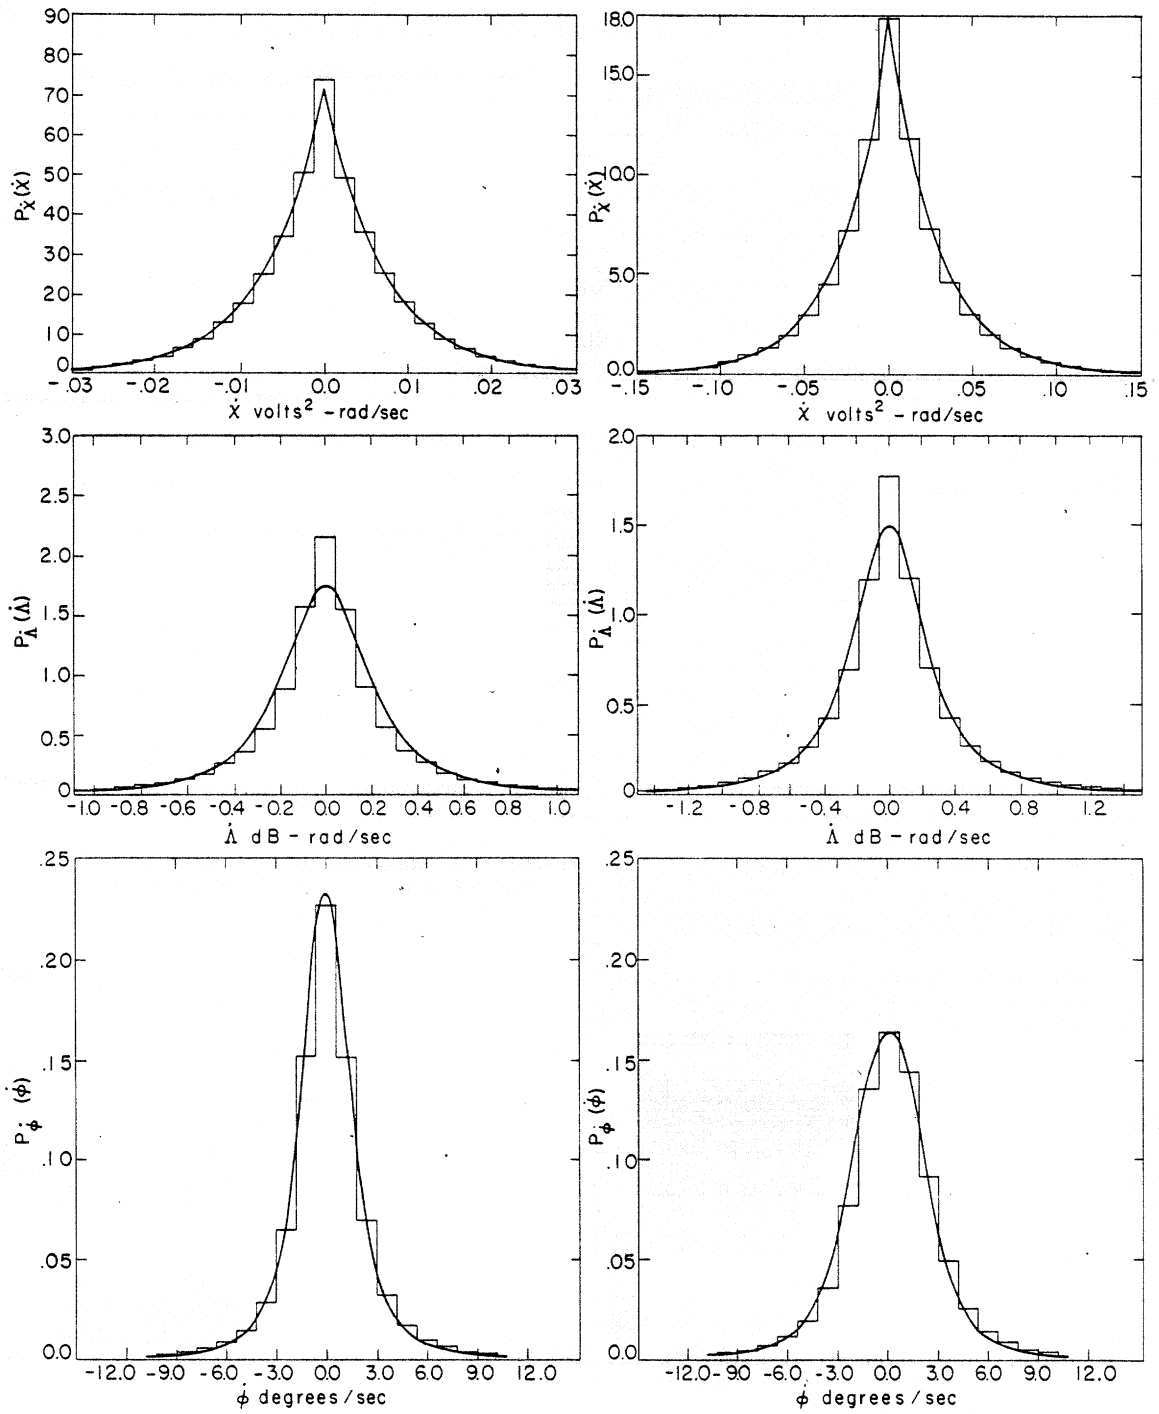 90
80
70
60
50
40
30
20
10
0
Pẋ(ẋ)
-.03 -.02 -.01 0.0 .01 .02 .03
ẋ volts² - rad/sec
18.0
15.0
10.0
5.0
0.0
Pẋ(ẋ)
-.15 -.10 -.05 0.0 .05 .10 .15
ẋ volts² - rad/sec
3.0
2.5
2.0
1.5
1.0
0.5
0
PΛ̇(Λ̇)
-1.0 -0.8 -0.6 -0.4 -0.2 0.0 0.2 0.4 0.6 0.8 1.0
Λ̇ dB - rad/sec
2.0
1.5
1.0
0.5
0
PΛ̇(Λ̇)
-1.2 -0.8 -0.4 0.0 0.4 0.8 1.2
Λ̇ dB - rad/sec
.25
.20
.15
.10
.05
0.0
Pφ̇ (φ̇)
-12.0 -9.0 -6.0 -3.0 0.0 3.0 6.0 9.0 12.0
φ̇ degrees/sec
.25
.20
.15
.10
.05
0.0
Pφ̇(φ̇)
-12.0 -9.0 -6.0 -3.0 0.0 3.0 6.0 9.0 12.0
φ̇ degrees/sec